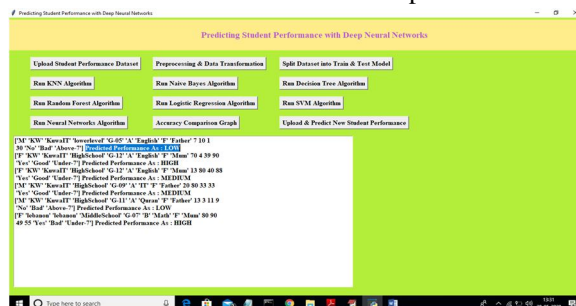 Predicting Student Performance with Deep Neural Networks
Predicting Student Performance with Deep Neural Networks
Upload Student Performance Dataset
Preprocessing & Data Transformation
Split Dataset into Train & Test Model
Run KNN Algorithm
Run Naive Bayes Algorithm
Run Decision Tree Algorithm
Run Random Forest Algorithm
Run Logistic Regression Algorithm
Run SVM Algorithm
Run Neural Networks Algorithm
Accuracy Comparison Graph
Upload & Predict New Student Performance
['M' 'KW' 'KuwaIT' 'lowerlevel' 'G-05' 'A' 'English' 'F' 'Father' 7 10 1
30 'No' 'Bad' 'Above-7'] Predicted Performance As : LOW
['F' 'KW' 'KuwaIT' 'HighSchool' 'G-12' 'A' 'English' 'F' 'Mum' 70 4 39 90
'Yes' 'Good' 'Under-7'] Predicted Performance As : HIGH
['F' 'KW' 'KuwaIT' 'HighSchool' 'G-12' 'A' 'English' 'F' 'Mum' 13 80 40 88
'Yes' 'Good' 'Under-7'] Predicted Performance As : MEDIUM
['M' 'KW' 'KuwaIT' 'HighSchool' 'G-09' 'A' 'IT' 'F' 'Father' 20 80 33 33
'Yes' 'Good' 'Under-7'] Predicted Performance As : MEDIUM
['M' 'KW' 'KuwaIT' 'HighSchool' 'G-11' 'A' 'Quran' 'F' 'Father' 13 3 11 9
'No' 'Bad' 'Above-7'] Predicted Performance As : LOW
['F' 'lebanon' 'lebanon' 'MiddleSchool' 'G-07' 'B' 'Math' 'F' 'Mum' 80 90
49 55 'Yes' 'Bad' 'Under-7'] Predicted Performance As : HIGH
Type here to search
13:31